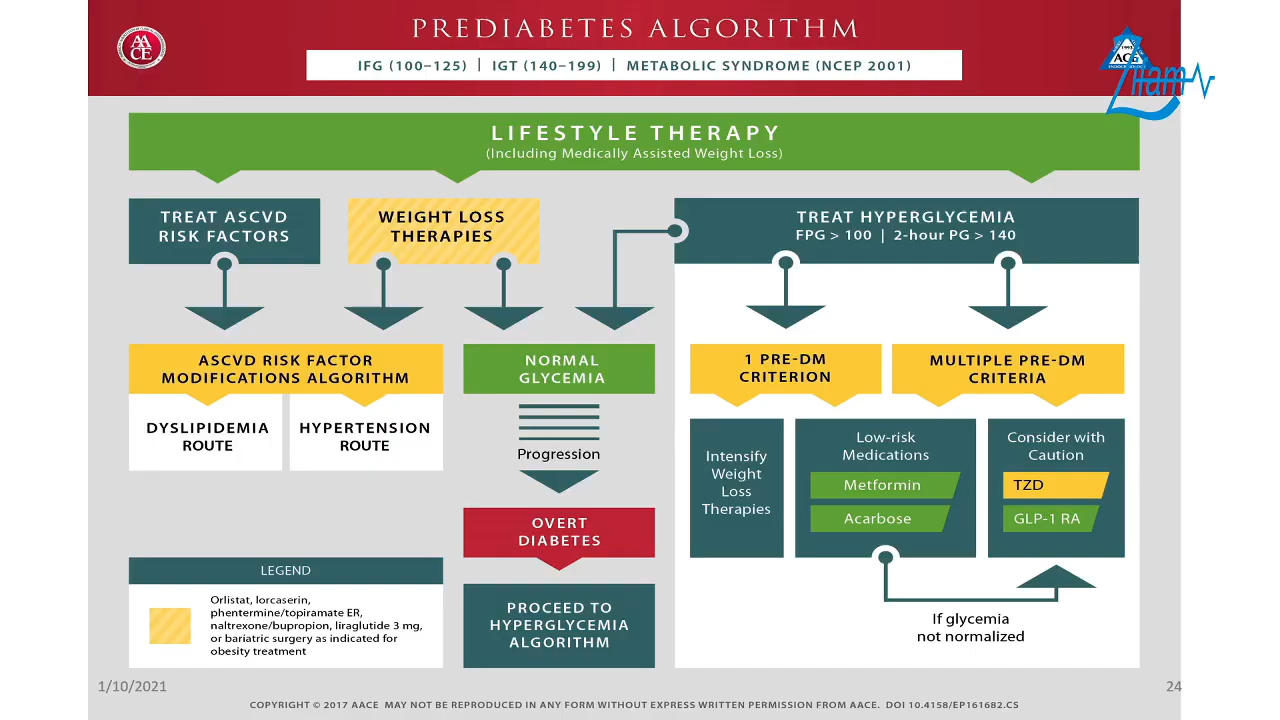 PREDIABETES ALGORITHM
IFG (100–125) | IGT (140–199) | METABOLIC SYNDROME (NCEP 2001)
AA
CE
1992
ACE
LIFESTYLE THERAPY
(Including Medically Assisted Weight Loss)
TREAT ASCVD
RISK FACTORS
WEIGHT LOSS
THERAPIES
TREAT HYPERGLYCEMIA
FPG > 100 | 2-hour PG > 140
ASCVD RISK FACTOR
MODIFICATIONS ALGORITHM
DYSLIPIDEMIA
ROUTE
HYPERTENSION
ROUTE
NORMAL
GLYCEMIA
Progression
OVERT
DIABETES
PROCEED TO
HYPERGLYCEMIA
ALGORITHM
1 PRE-DM
CRITERION
MULTIPLE PRE-DM
CRITERIA
Intensify
Weight
Loss
Therapies
Low-risk
Medications
Metformin
Acarbose
Consider with
Caution
TZD
GLP-1 RA
If glycemia
not normalized
LEGEND
Orlistat, lorcaserin,
phentermine/topiramate ER,
naltrexone/bupropion, liraglutide 3 mg,
or bariatric surgery as indicated for
obesity treatment
1/10/2021
24
COPYRIGHT © 2017 AACE MAY NOT BE REPRODUCED IN ANY FORM WITHOUT EXPRESS WRITTEN PERMISSION FROM AACE. DOI 10.4158/EP161682.CS